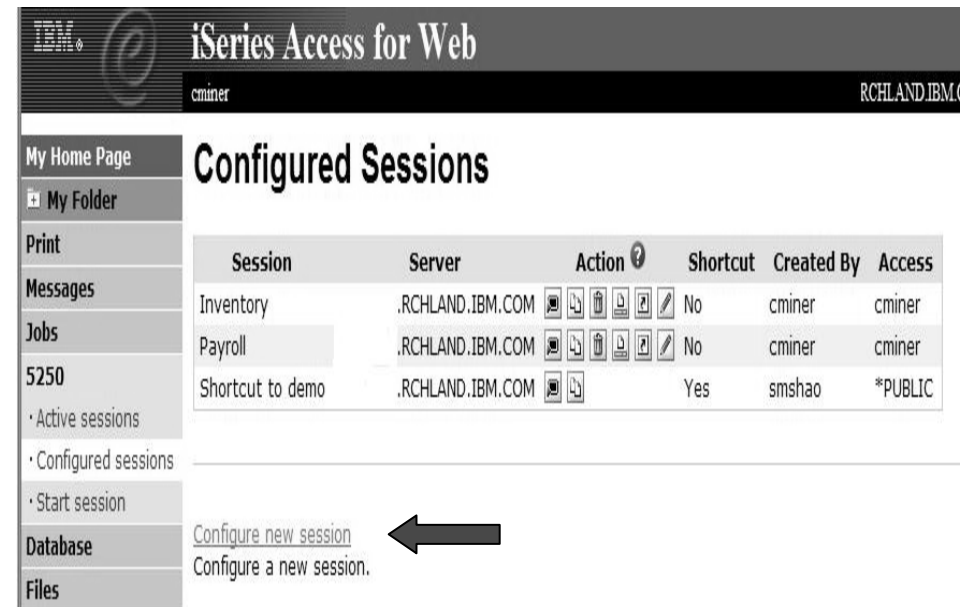 IBM® e iSeries Access for Web
cminer RCHLAND.IBM.C
My Home Page
My Folder
Print
Messages
Jobs
5250
· Active sessions
· Configured sessions
· Start session
Database
Files
Configured Sessions
Session Server Action ? Shortcut Created By Access
Inventory .RCHLAND.IBM.COM No cminer cminer
Payroll .RCHLAND.IBM.COM No cminer cminer
Shortcut to demo .RCHLAND.IBM.COM Yes smshao *PUBLIC
Configure new session
Configure a new session.